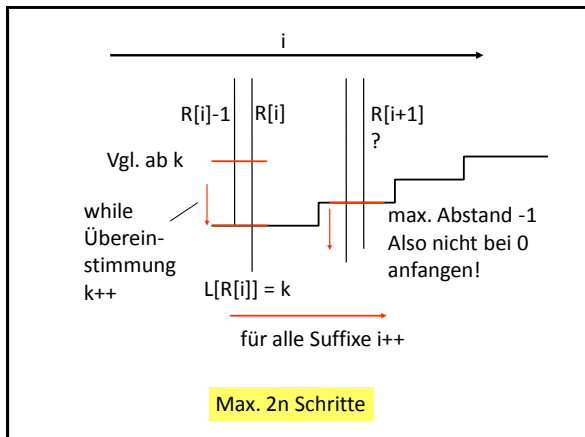 i
R[i]-1 R[i]
R[i+1]
?
Vgl. ab k
while
Überein-
stimmung
k++
max. Abstand -1
Also nicht bei 0
anfangen!
L[R[i]] = k
für alle Suffixe i++
Max. 2n Schritte